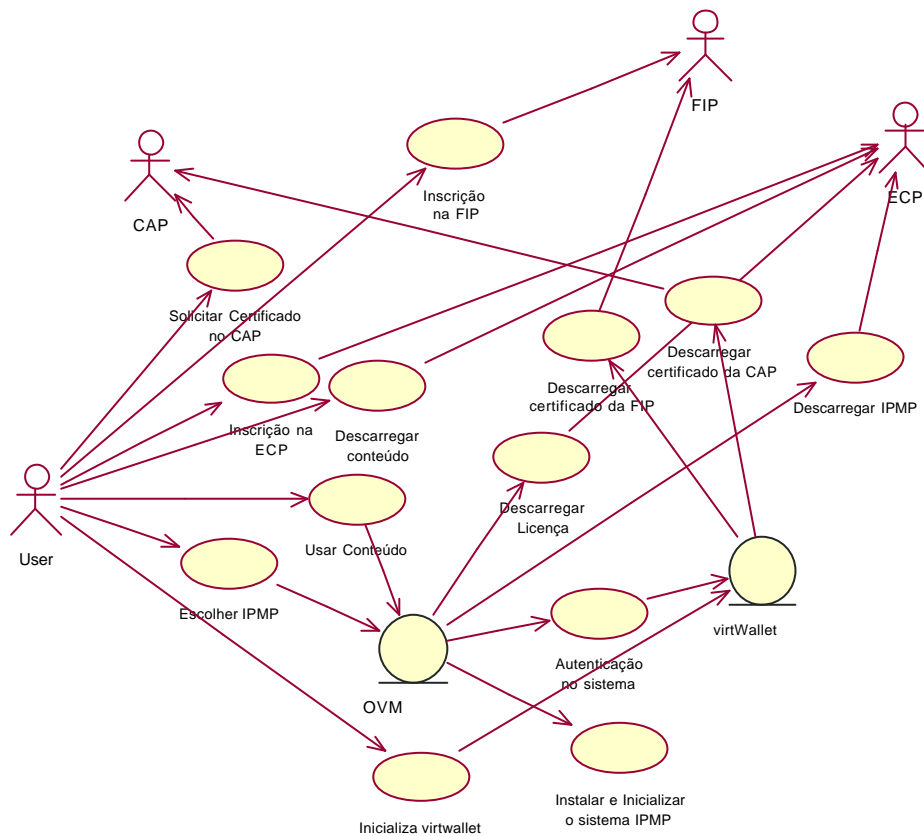 FIP
ECP
CAP
Inscrição
na FIP
Solicitar Certificado
no CAP
Descarregar
certificado da CAP
Descarregar
certificado da FIP
Descarregar IPMP
Inscrição na
ECP
Descarregar
conteúdo
Descarregar
Licença
User
Usar Conteúdo
Escolher IPMP
virtWallet
Autenticação
no sistema
OVM
Instalar e Inicializar
o sistema IPMP
Inicializa virtwallet